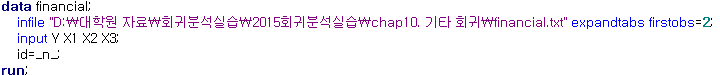 data financial;
infile "D:₩대학원 자료₩회귀분석실습₩2015회귀분석실습₩chap10. 기타 회귀₩financial.txt" expandtabs firstobs=2;
input Y X1 X2 X3;
id=_n_;
run;